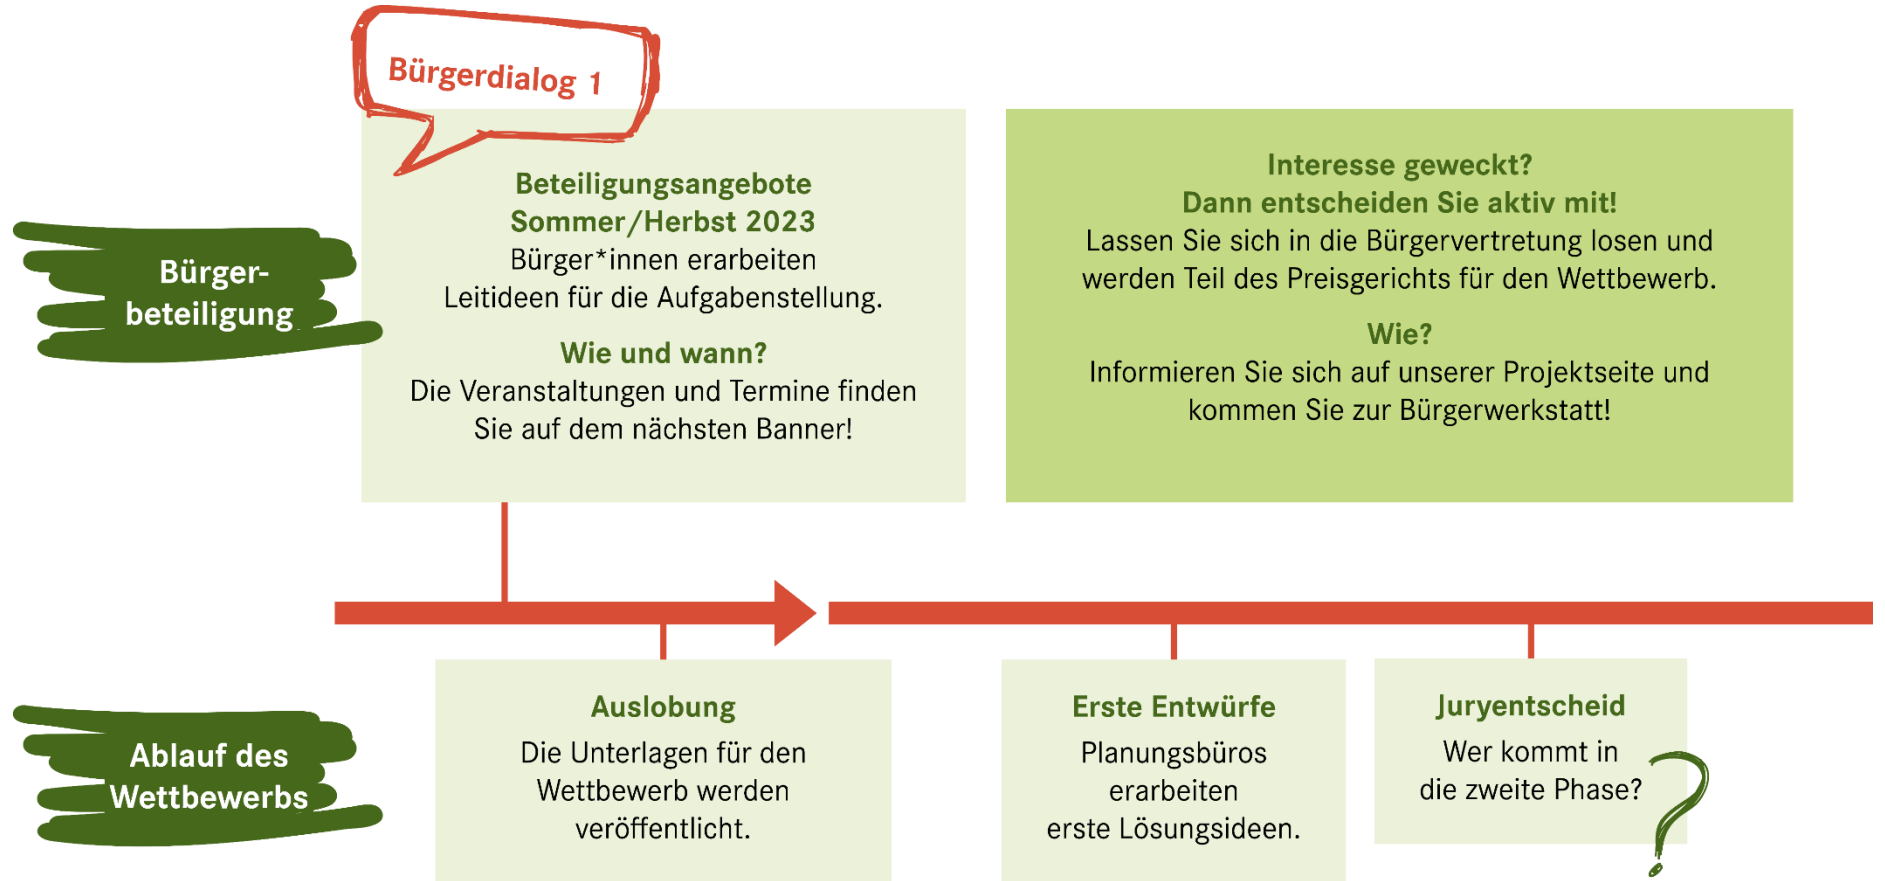 Bürgerdialog 1
Bürger-
beteiligung
Beteiligungsangebote
Sommer/Herbst 2023
Bürger*innen erarbeiten
Leitideen für die Aufgabenstellung.
Wie und wann?
Die Veranstaltungen und Termine finden
Sie auf dem nächsten Banner!
Interesse geweckt?
Dann entscheiden Sie aktiv mit!
Lassen Sie sich in die Bürgervertretung losen und
werden Teil des Preisgerichts für den Wettbewerb.
Wie?
Informieren Sie sich auf unserer Projektseite und
kommen Sie zur Bürgerwerkstatt!
Ablauf des
Wettbewerbs
Auslobung
Die Unterlagen für den
Wettbewerb werden
veröffentlicht.
Erste Entwürfe
Planungsbüros
erarbeiten
erste Lösungsideen.
Juryentscheid
Wer kommt in
die zweite Phase?
?